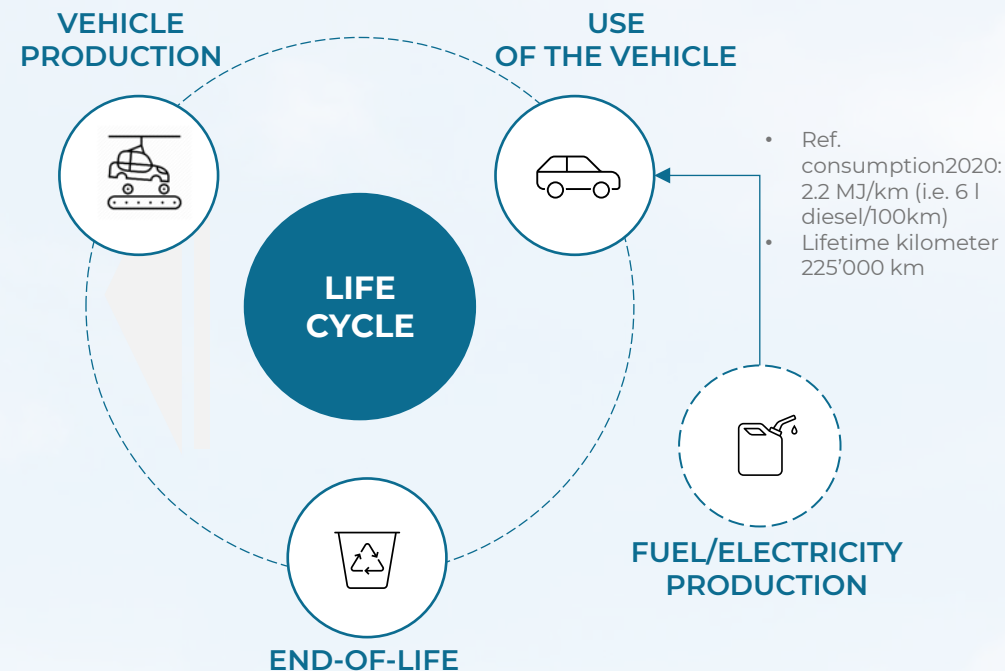 VEHICLE
PRODUCTION
USE
OF THE VEHICLE
• Ref.
consumption2020:
2.2 MJ/km (i.e. 6 l
diesel/100km)
• Lifetime kilometer
225’000 km
LIFE
CYCLE
FUEL/ELECTRICITY
PRODUCTION
END-OF-LIFE